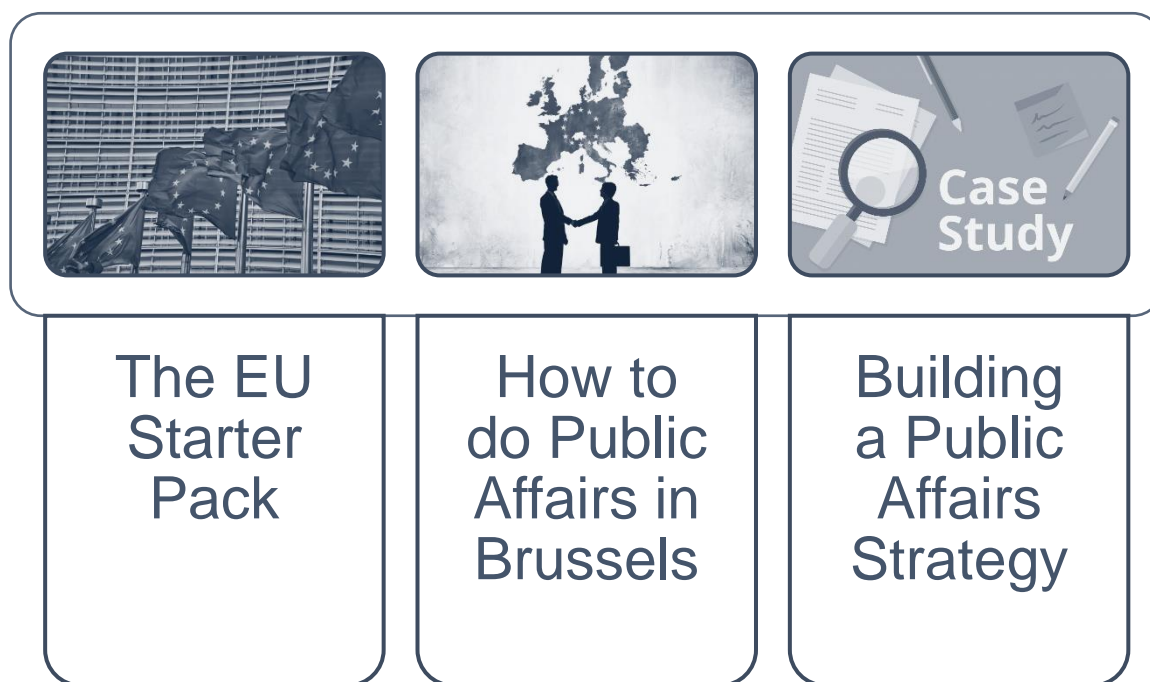 Case
Study
The EU
Starter
Pack
How to
do Public
Affairs in
Brussels
Building
a Public
Affairs
Strategy